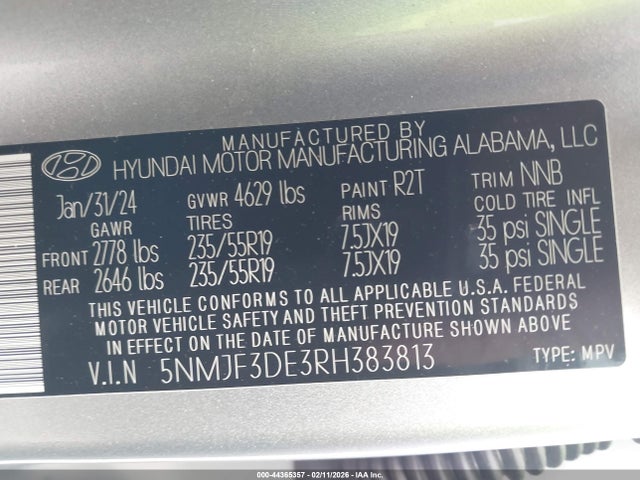 MANUFACTURED BY
HYUNDAI MOTOR MANUFACTURING ALABAMA, LLC
Jan/31/24 GVWR 4629 lbs PAINT R2T TRIM NNB
GAWR TIRES RIMS COLD TIRE INFL
FRONT 2778 lbs 235/55R19 7.5JX19 35 psi SINGLE
REAR 2646 lbs 235/55R19 7.5JX19 35 psi SINGLE
THIS VEHICLE CONFORMS TO ALL APPLICABLE U.S.A. FEDERAL
MOTOR VEHICLE SAFETY AND THEFT PREVENTION STANDARDS
IN EFFECT ON THE DATE OF MANUFACTURE SHOWN ABOVE
V.I.N 5NMJF3DE3RH383813 TYPE: MPV
000-44365357 - 02/11/2026 - IAA Inc.